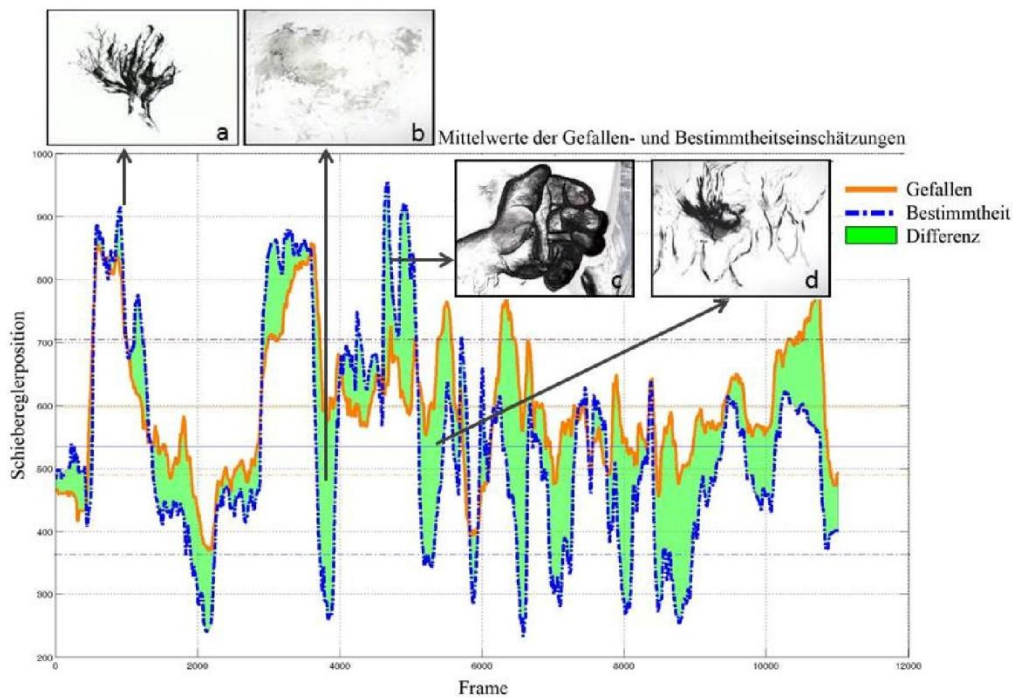 a
b
Mittelwerte der Gefallen- und Bestimmtheitseinschätzungen
c
d
Gefallen
Bestimmtheit
Differenz
Schiebereglerposition
1000
900
800
700
600
500
400
300
200
0
2000
4000
6000
8000
10000
12000
Frame